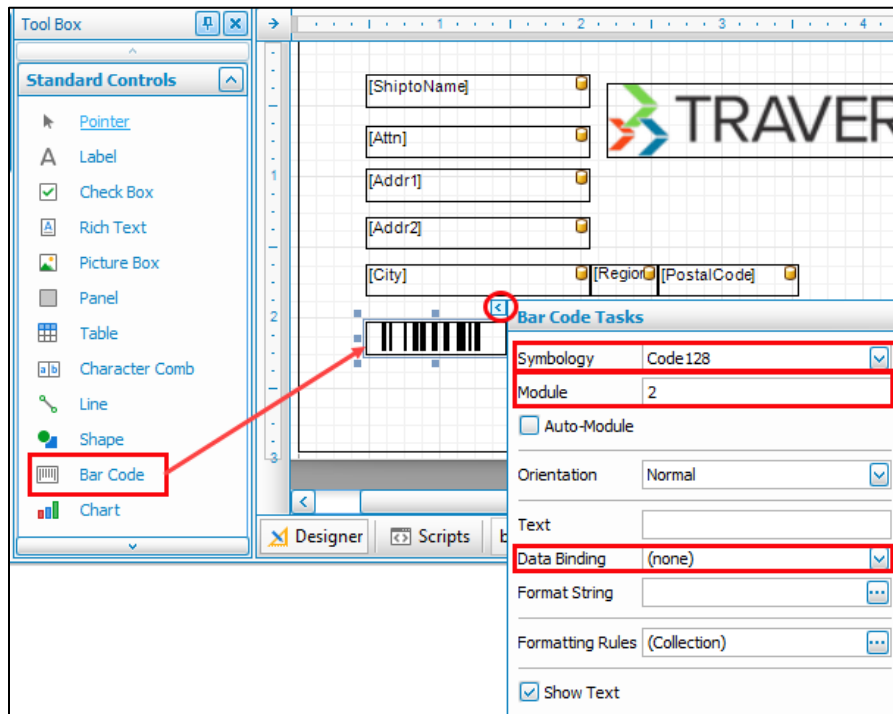 Tool Box
Standard Controls
Pointer
Label
Check Box
Rich Text
Picture Box
Panel
Table
Character Comb
Line
Shape
Bar Code
Chart
1 2 3 4
1
2
3
[ShiptoName]
[Attn]
[Addr1]
[Addr2]
[City] [Region [PostalCode]
TRAVER
Designer Scripts b
Bar Code Tasks
Symbology Code128
Module 2
Auto-Module
Orientation Normal
Text
Data Binding (none)
Format String
Formatting Rules (Collection)
Show Text